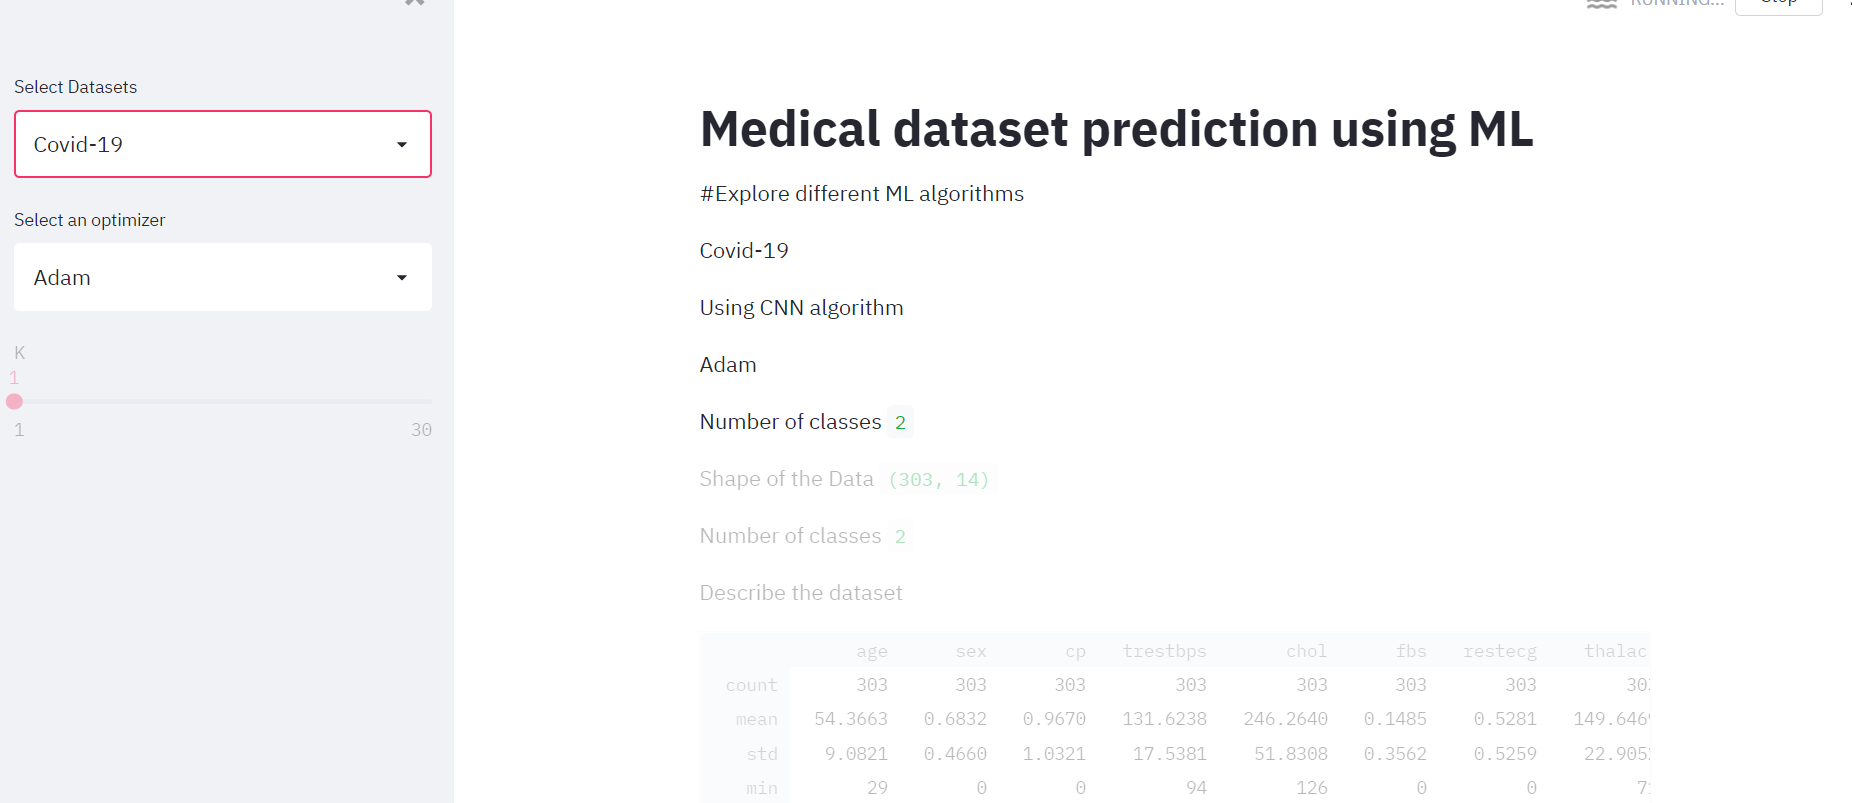 RUNNING... Stop
Select Datasets
Covid-19
Select an optimizer
Adam
K
1
1 30
Medical dataset prediction using ML
#Explore different ML algorithms
Covid-19
Using CNN algorithm
Adam
Number of classes 2
Shape of the Data (303, 14)
Number of classes 2
Describe the dataset
age sex cp trestbps chol fbs restecg thalac
count 303 303 303 303 303 303 303 303
mean 54.3663 0.6832 0.9670 131.6238 246.2640 0.1485 0.5281 149.646
std 9.0821 0.4660 1.0321 17.5381 51.8308 0.3562 0.5259 22.905
min 29 0 0 94 126 0 0 7